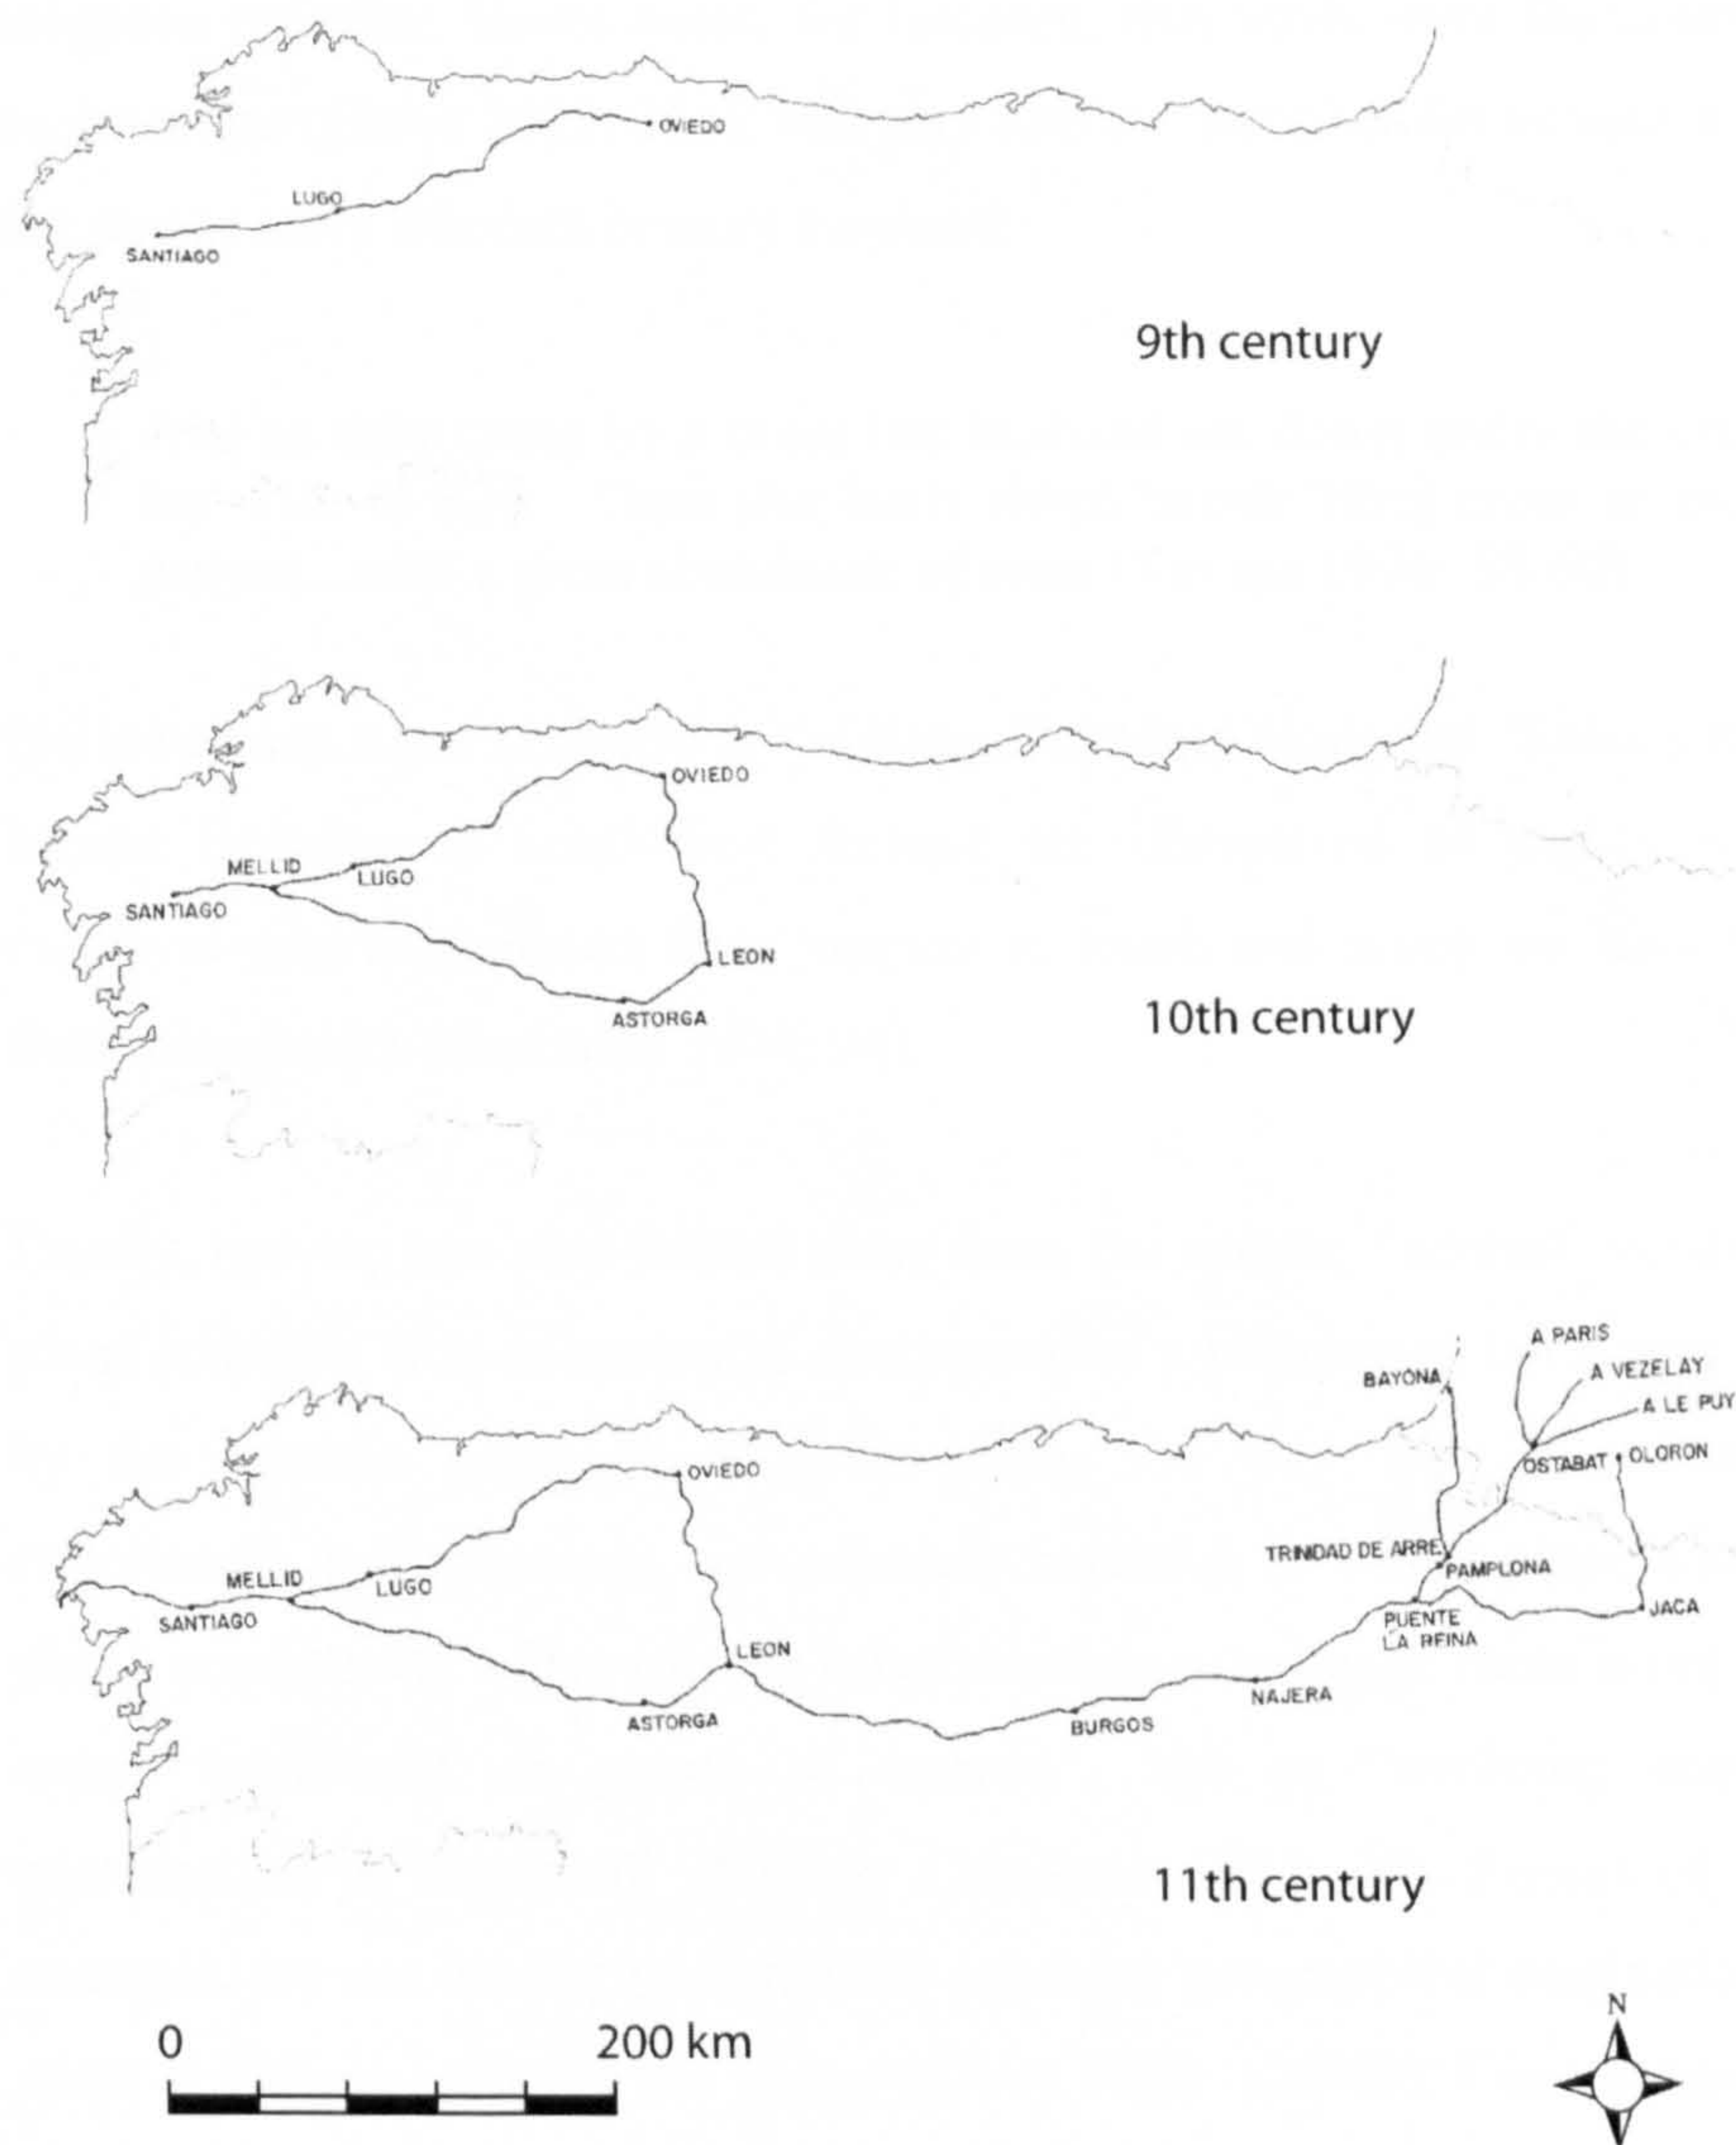 OVIEDO
LUGO
SANTIAGO
9th century
OVIEDO
MELLID
LUGO
SANTIAGO
LEON
ASTORGA
10th century
A PARIS
A VEZELAY
BAYONA
A LE PUY
OSTABAT
OLORON
OVIEDO
TRINIDAD DE ARRE
PAMPLONA
MELLID
LUGO
JACA
SANTIAGO
PUENTE
LA REINA
LEON
NAJERA
ASTORGA
BURGOS
11th century
N
0
200 km